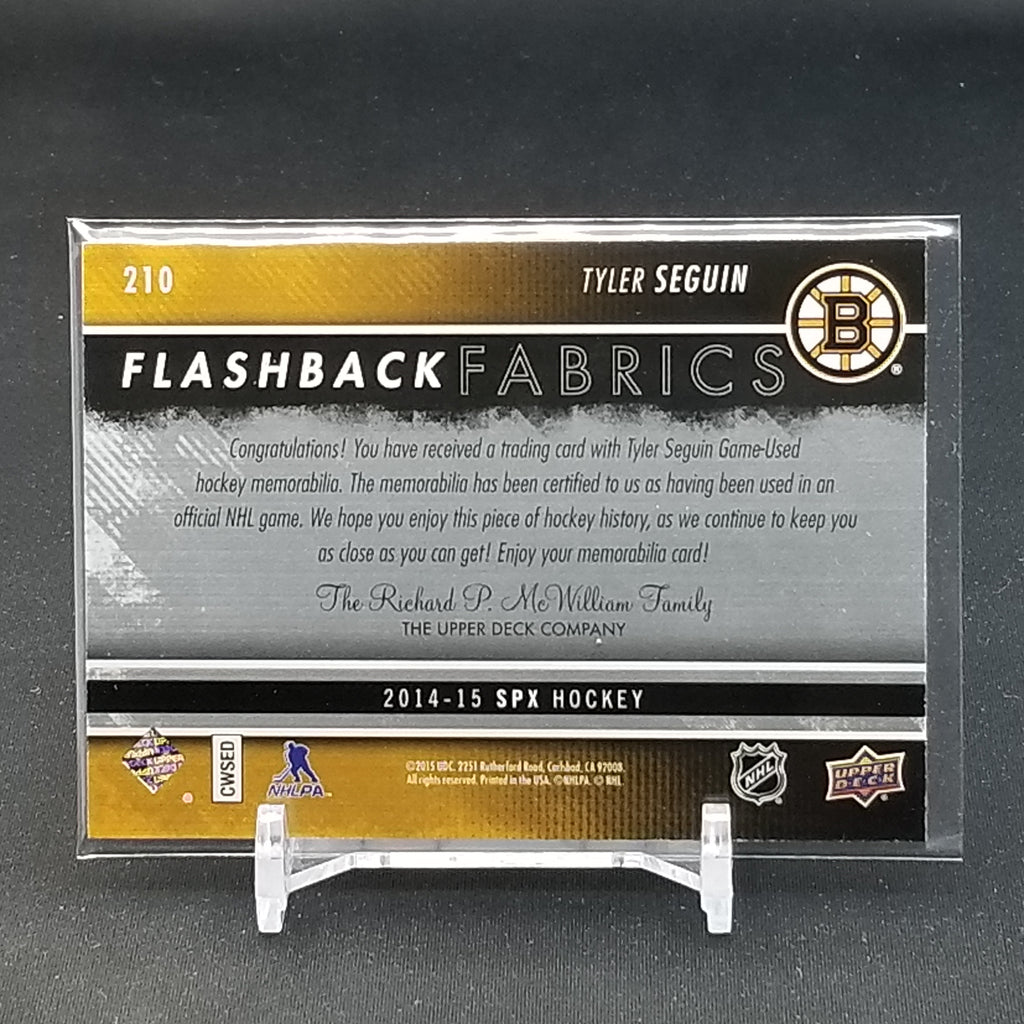 210
TYLER SEGUIN
B
®
FLASHBACK FABRICS
Congratulations! You have received a trading card with Tyler Seguin Game-Used
hockey memorabilia. The memorabilia has been certified to us as having been used in an
official NHL game. We hope you enjoy this piece of hockey history, as we continue to keep you
as close as you can get! Enjoy your memorabilia card!
The Richard P. McWilliam Family
THE UPPER DECK COMPANY
2014-15 SPX HOCKEY
CWSED
NHLPA
©2015 UDC. 2251 Rutherford Road, Carlsbad, CA 92008.
All rights reserved. Printed in the USA. ©NHLPA. © NHL
NHL
UPPER
DECK